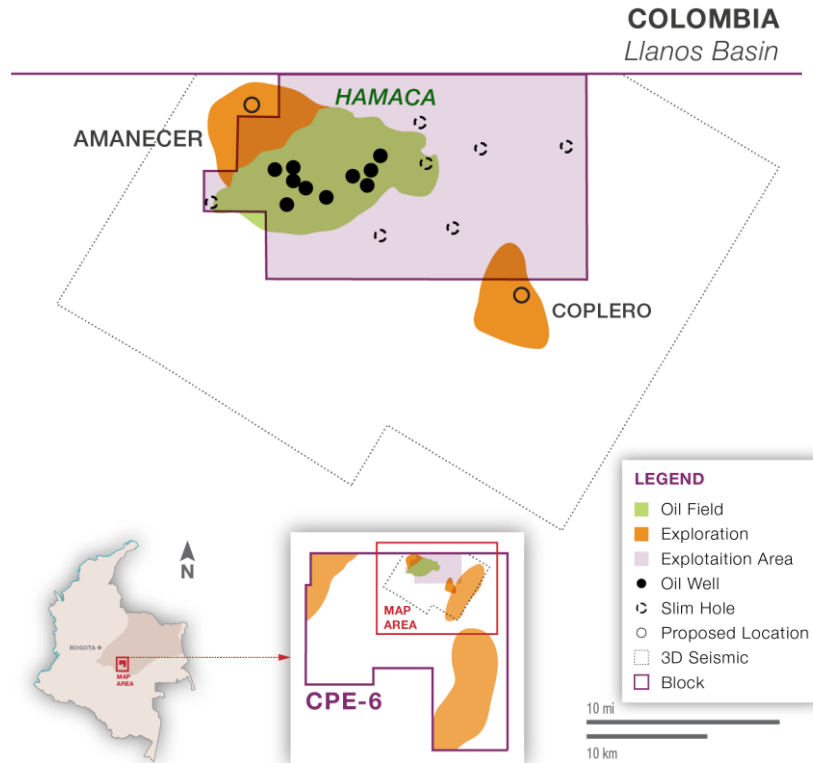 COLOMBIA
Llanos Basin
HAMACA
AMANECER
COPLERO
LEGEND
Oil Field
Exploration
Explotaition Area
Oil Well
Slim Hole
Proposed Location
3D Seismic
Block
N
BOGOTA
MAP
AREA
MAP
AREA
CPE-6
10 mi
10 km